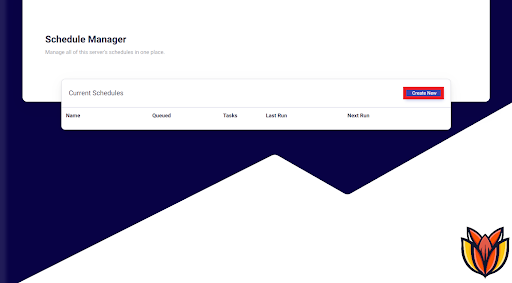 Schedule Manager
Manage all of this server's schedules in one place.
Current Schedules
Create New
Name Queued Tasks Last Run Next Run